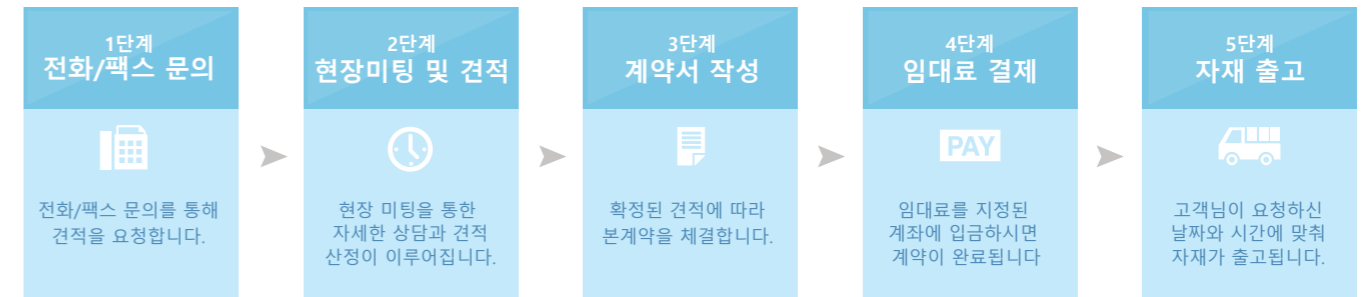 1단계
전화/팩스 문의
전화/팩스 문의를 통해
견적을 요청합니다.
2단계
현장미팅 및 견적
현장 미팅을 통한
자세한 상담과 견적
산정이 이루어집니다.
3단계
계약서 작성
확정된 견적에 따라
본계약을 체결합니다.
4단계
임대료 결제
PAY
임대료를 지정된
계좌에 입금하시면
계약이 완료됩니다
5단계
자재 출고
고객님이 요청하신
날짜와 시간에 맞춰
자재가 출고됩니다.